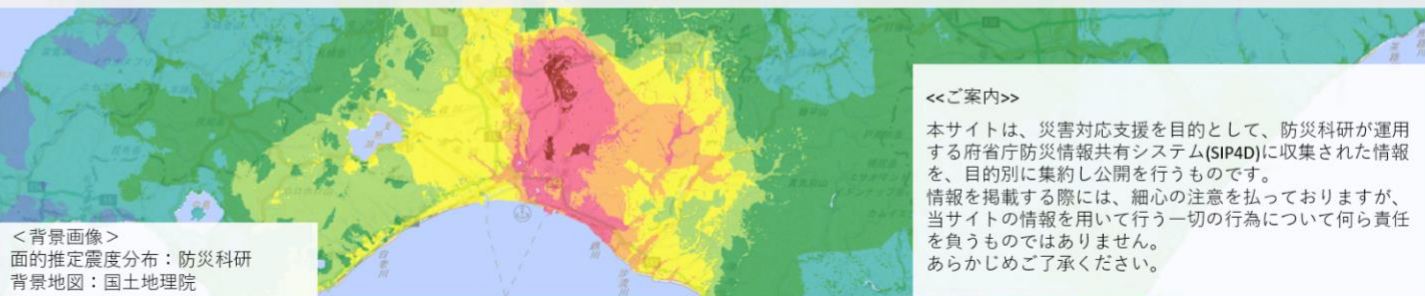 <<ご案内>>
本サイトは、災害対応支援を目的として、防災科研が運用
する府省庁防災情報共有システム(SIP4D)に収集された情報
を、目的別に集約し公開を行うものです。
情報を掲載する際には、細心の注意を払っておりますが、
当サイトの情報を用いて行う一切の行為について何ら責任
を負うものではありません。
あらかじめご了承ください。
＜背景画像＞
面的推定震度分布：防災科研
背景地図：国土地理院
白老川
鵡川